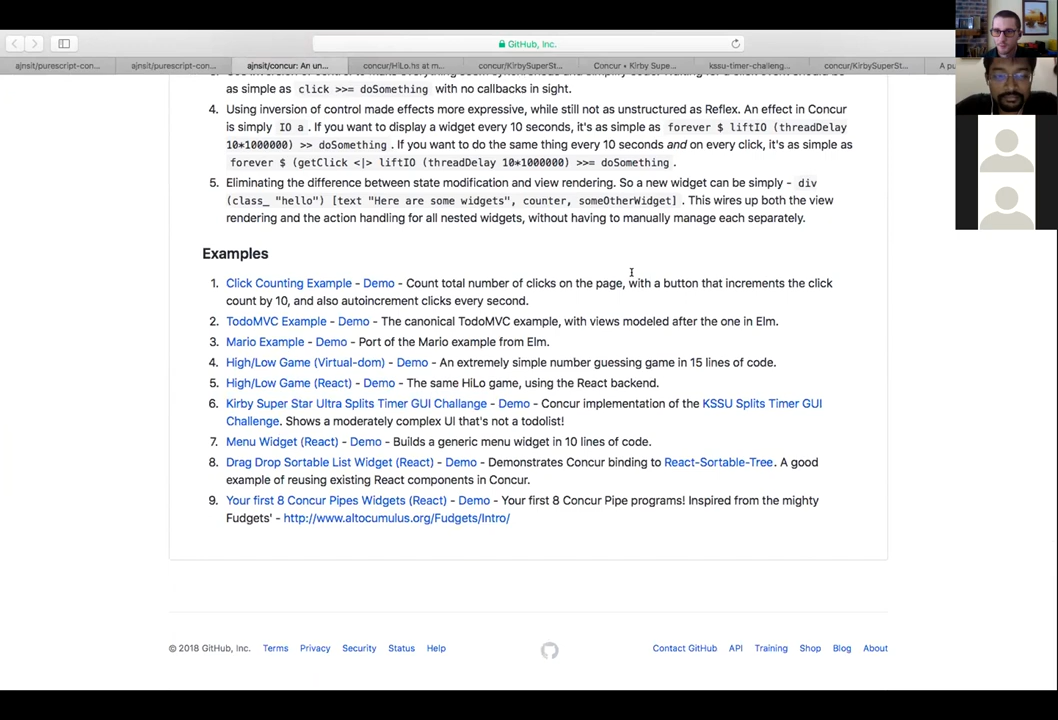 GitHub, Inc.
ajnsit/purescript-con...
ajnsit/purescript-con...
ajnsit/concur: An un...
concur/HiLo.hs at m...
concur/KirbySuperSt...
Concur • Kirby Supe...
kssu-timer-challeng...
concur/KirbySuperSt...
A pu
as simple as click >>= doSomething with no callbacks in sight.
4. Using inversion of control made effects more expressive, while still not as unstructured as Reflex. An effect in Concur
is simply IO a . If you want to display a widget every 10 seconds, it's as simple as forever $ liftIO (threadDelay
10*1000000) >> doSomething . If you want to do the same thing every 10 seconds and on every click, it's as simple as
forever $ (getClick <|> liftIO (threadDelay 10*1000000) >>= doSomething .
5. Eliminating the difference between state modification and view rendering. So a new widget can be simply - div
(class_ "hello") [text "Here are some widgets", counter, someOtherWidget] . This wires up both the view
rendering and the action handling for all nested widgets, without having to manually manage each separately.
Examples
1. Click Counting Example - Demo - Count total number of clicks on the page, with a button that increments the click
count by 10, and also autoincrement clicks every second.
2. TodoMVC Example - Demo - The canonical TodoMVC example, with views modeled after the one in Elm.
3. Mario Example - Demo - Port of the Mario example from Elm.
4. High/Low Game (Virtual-dom) - Demo - An extremely simple number guessing game in 15 lines of code.
5. High/Low Game (React) - Demo - The same HiLo game, using the React backend.
6. Kirby Super Star Ultra Splits Timer GUI Challange - Demo - Concur implementation of the KSSU Splits Timer GUI
Challenge. Shows a moderately complex UI that's not a todolist!
7. Menu Widget (React) - Demo - Builds a generic menu widget in 10 lines of code.
8. Drag Drop Sortable List Widget (React) - Demo - Demonstrates Concur binding to React-Sortable-Tree. A good
example of reusing existing React components in Concur.
9. Your first 8 Concur Pipes Widgets (React) - Demo - Your first 8 Concur Pipe programs! Inspired from the mighty
Fudgets' - http://www.altocumulus.org/Fudgets/Intro/
© 2018 GitHub, Inc.
Terms
Privacy
Security
Status
Help
Contact GitHub
API
Training
Shop
Blog
About